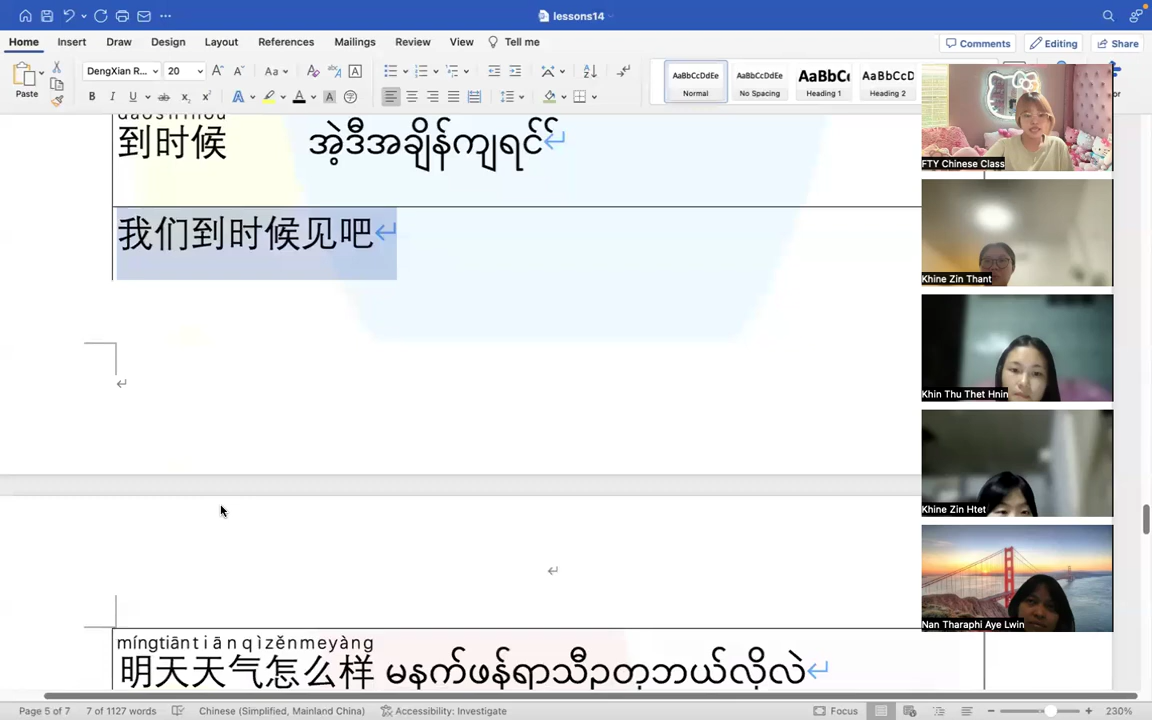 lessons14
Home Insert Draw Design Layout References Mailings Review View Tell me Comments Editing Share
Paste
DengXian R... 20
AaBbCcDdEe Normal
AaBbCcDdEe No Spacing
AaBbC Heading 1
AaBbCcD Heading 2
到时候 အဲ့ဒီအချိန်ကျရင်
我们到时候见吧
míngtiāntiānqìzěnmeyàng
明天天气怎么样 မနက်ဖန်ရာသီဥတုဘယ်လိုလဲ
FTY Chinese Class
Khine Zin Thant
Khin Thu Thet Hnin
Khine Zin Htet
Nan Tharaphi Aye Lwin
Page 5 of 7 7 of 1127 words Chinese (Simplified, Mainland China) Accessibility: Investigate Focus 230%